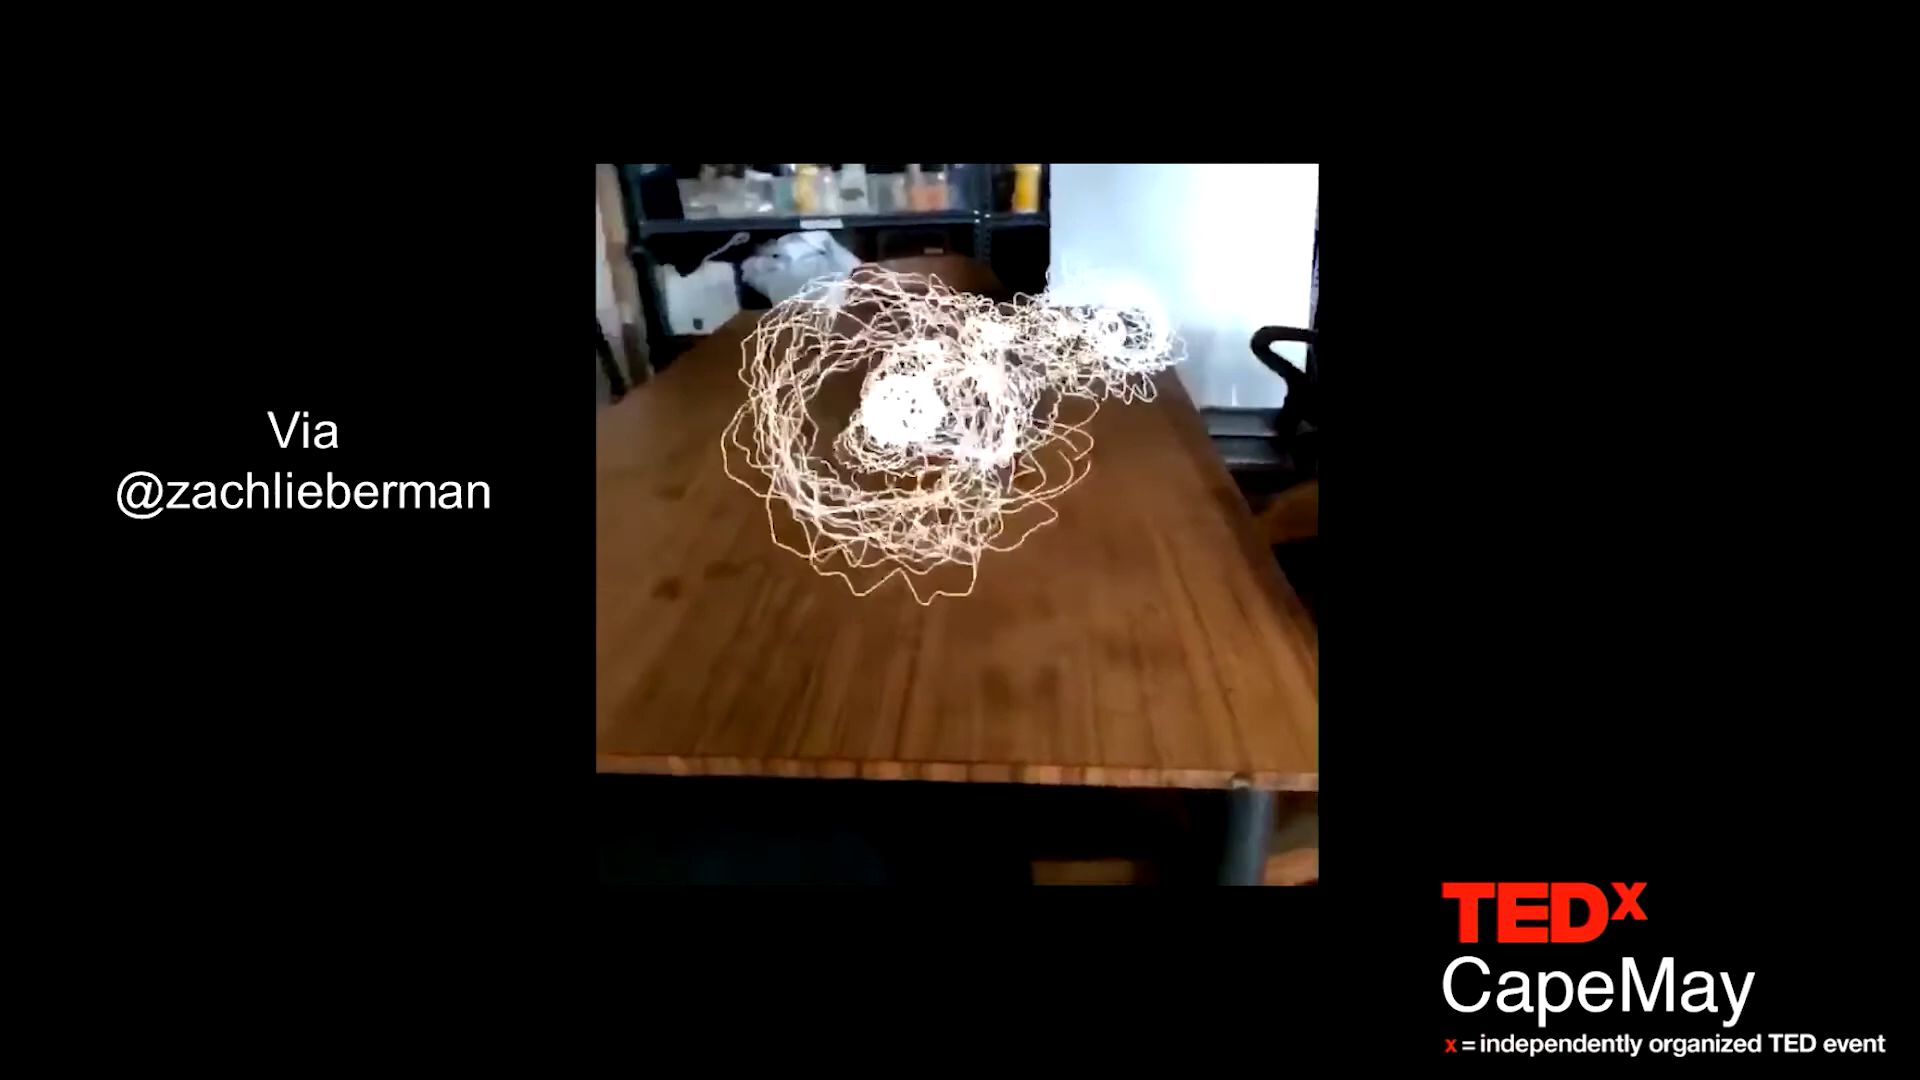 Via
@zachlieberman
TEDx
CapeMay
x = independently organized TED event